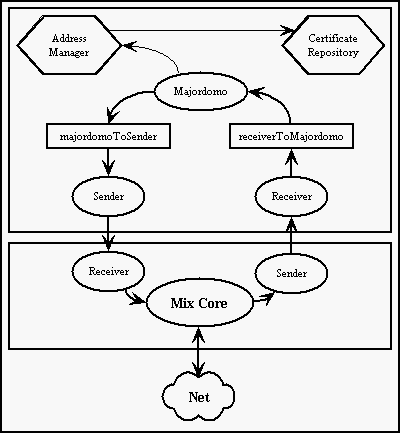 Address
Manager
Certificate
Repository
Majordomo
majordomoToSender
receiverToMajordomo
Sender
Receiver
Receiver
Sender
Mix Core
Net